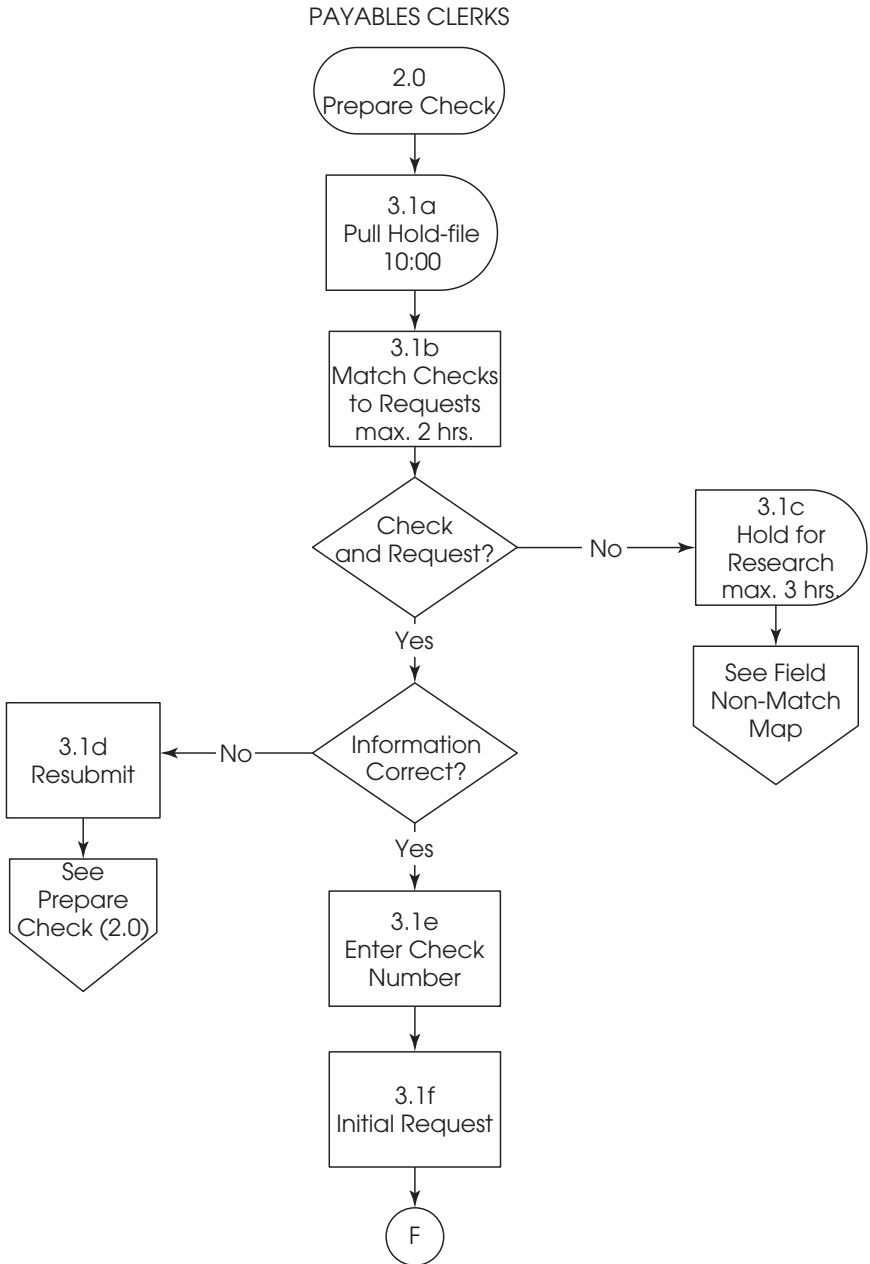 PAYABLES CLERKS
2.0
Prepare Check
3.1a
Pull Hold-file
10:00
3.1b
Match Checks
to Requests
max. 2 hrs.
Check
and Request?
No
3.1c
Hold for
Research
max. 3 hrs.
See Field
Non-Match
Map
Yes
Information
Correct?
No
3.1d
Resubmit
See
Prepare
Check (2.0)
Yes
3.1e
Enter Check
Number
3.1f
Initial Request
F